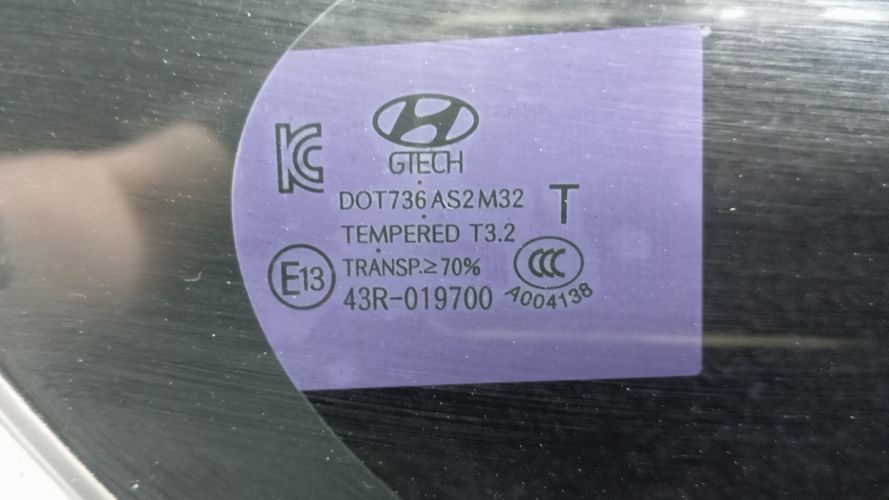 KC
GTECH
DOT736 AS2 M32
T
TEMPERED T3.2
E13
TRANSP.≥70%
CCC
43R-019700
A004138